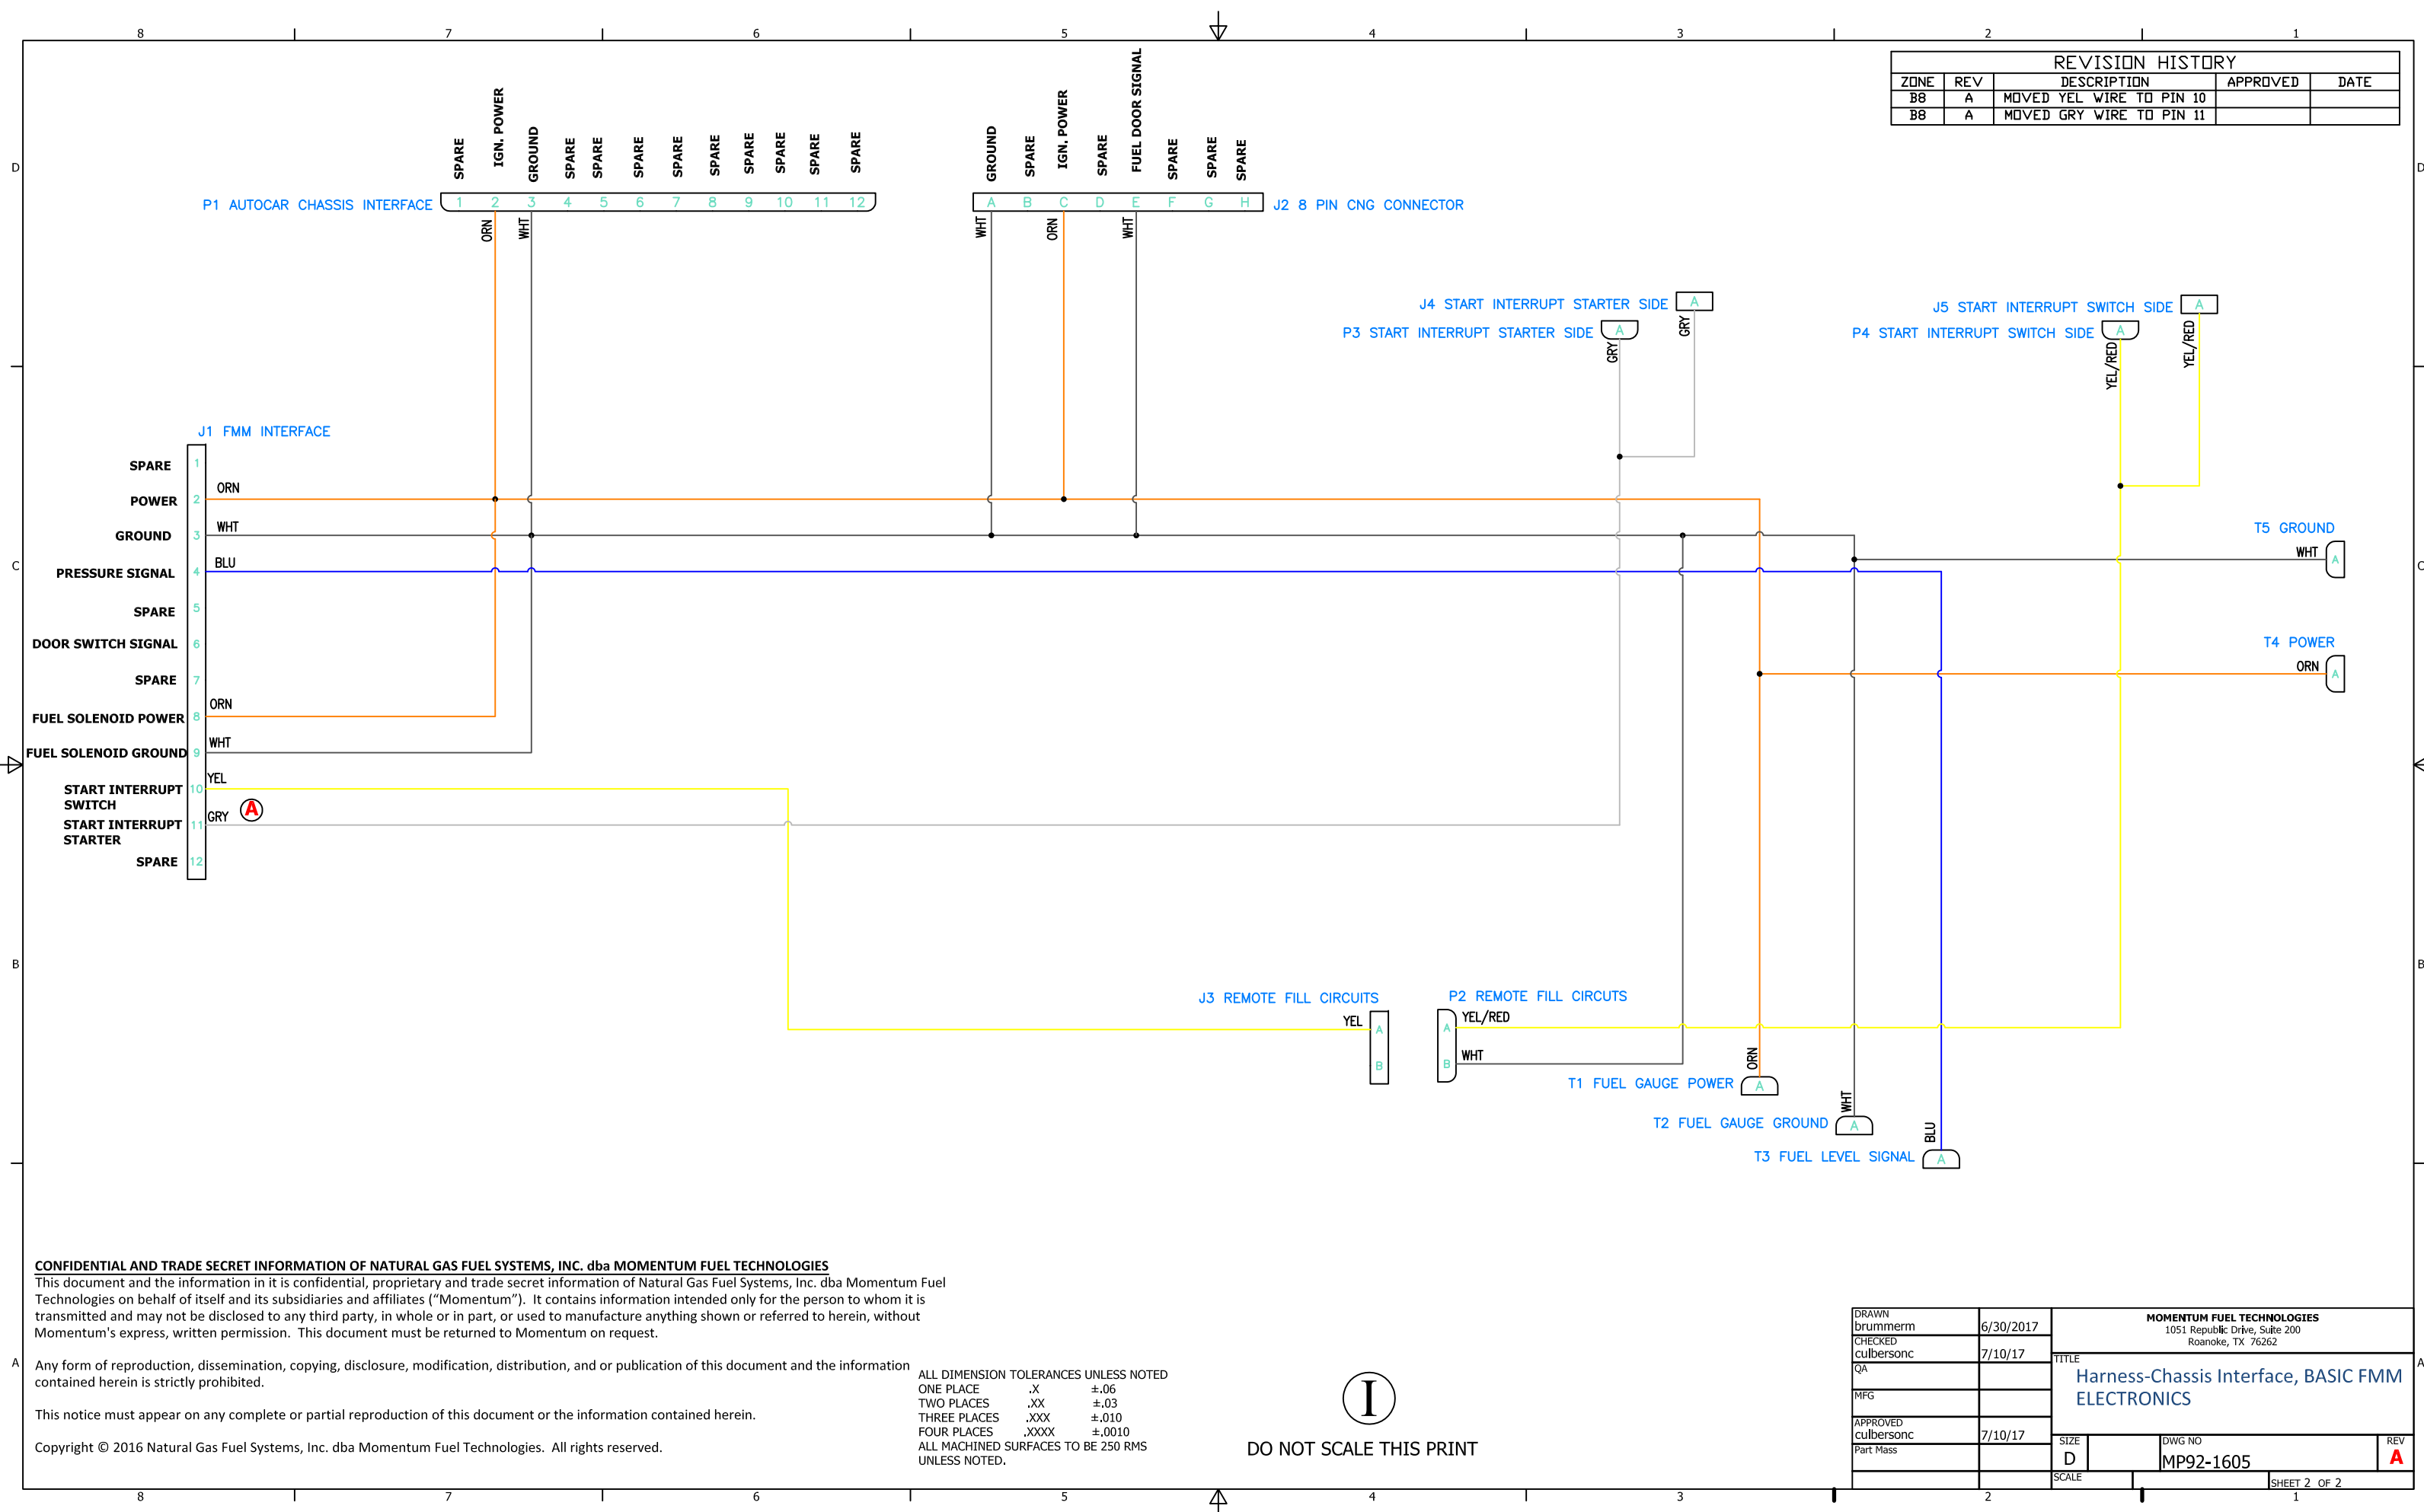 8 7 6 5 4 3 2 1
REVISION HISTORY
ZONE REV DESCRIPTION APPROVED DATE
B8 A MOVED YEL WIRE TO PIN 10
B8 A MOVED GRY WIRE TO PIN 11
D D
SPARE
IGN. POWER
GROUND
SPARE
SPARE
SPARE
SPARE
SPARE
SPARE
SPARE
SPARE
SPARE
P1 AUTOCAR CHASSIS INTERFACE
1 2 3 4 5 6 7 8 9 10 11 12
ORN
WHT
GROUND
SPARE
IGN. POWER
SPARE
FUEL DOOR SIGNAL
SPARE
SPARE
SPARE
A B C D E F G H
J2 8 PIN CNG CONNECTOR
WHT
ORN
WHT
J4 START INTERRUPT STARTER SIDE A
GRY
P3 START INTERRUPT STARTER SIDE A
GRY
J5 START INTERRUPT SWITCH SIDE A
YEL/RED
P4 START INTERRUPT SWITCH SIDE A
YEL/RED
J1 FMM INTERFACE
SPARE 1
POWER 2 ORN
GROUND 3 WHT
PRESSURE SIGNAL 4 BLU
SPARE 5
DOOR SWITCH SIGNAL 6
SPARE 7
FUEL SOLENOID POWER 8 ORN
FUEL SOLENOID GROUND 9 WHT
START INTERRUPT 10 YEL
SWITCH
START INTERRUPT 11 GRY A
STARTER
SPARE 12
T5 GROUND
WHT A
T4 POWER
ORN A
C C
J3 REMOTE FILL CIRCUITS
YEL A
B
P2 REMOTE FILL CIRCUTS
A YEL/RED
B WHT
ORN
T1 FUEL GAUGE POWER A
WHT
T2 FUEL GAUGE GROUND A
BLU
T3 FUEL LEVEL SIGNAL A
B B
CONFIDENTIAL AND TRADE SECRET INFORMATION OF NATURAL GAS FUEL SYSTEMS, INC. dba MOMENTUM FUEL TECHNOLOGIES
This document and the information in it is confidential, proprietary and trade secret information of Natural Gas Fuel Systems, Inc. dba Momentum Fuel
Technologies on behalf of itself and its subsidiaries and affiliates (“Momentum”). It contains information intended only for the person to whom it is
transmitted and may not be disclosed to any third party, in whole or in part, or used to manufacture anything shown or referred to herein, without
Momentum's express, written permission. This document must be returned to Momentum on request.
Any form of reproduction, dissemination, copying, disclosure, modification, distribution, and or publication of this document and the information
contained herein is strictly prohibited.
This notice must appear on any complete or partial reproduction of this document or the information contained herein.
Copyright © 2016 Natural Gas Fuel Systems, Inc. dba Momentum Fuel Technologies. All rights reserved.
A A
ALL DIMENSION TOLERANCES UNLESS NOTED
ONE PLACE .X ±.06
TWO PLACES .XX ±.03
THREE PLACES .XXX ±.010
FOUR PLACES .XXXX ±.0010
ALL MACHINED SURFACES TO BE 250 RMS
UNLESS NOTED.
I
DO NOT SCALE THIS PRINT
DRAWN
brummerm 6/30/2017
CHECKED
culbersonc 7/10/17
QA
MFG
APPROVED
culbersonc 7/10/17
Part Mass
MOMENTUM FUEL TECHNOLOGIES
1051 Republic Drive, Suite 200
Roanoke, TX 76262
TITLE
Harness-Chassis Interface, BASIC FMM
ELECTRONICS
SIZE
D
DWG NO
MP92-1605
REV
A
SCALE
SHEET 2 OF 2
8 7 6 5 4 3 2 1